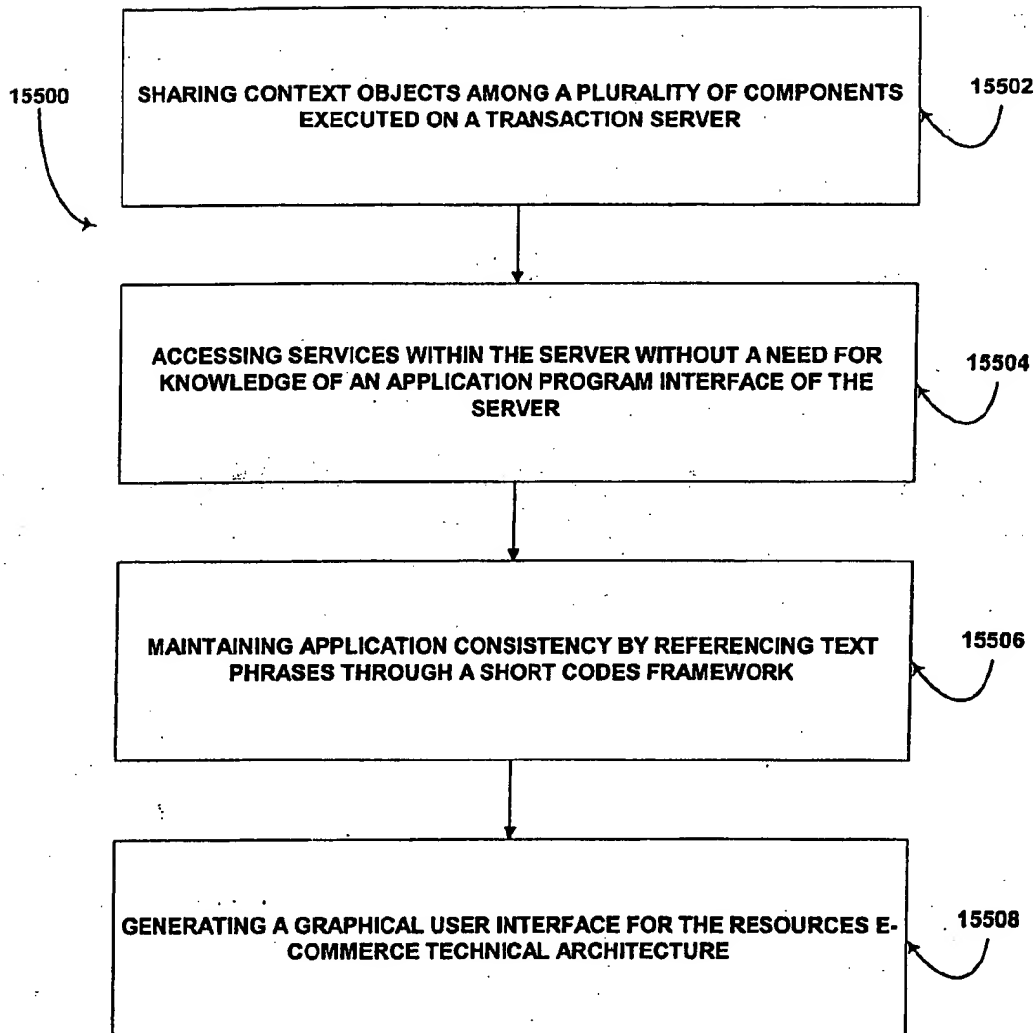 15500
SHARING CONTEXT OBJECTS AMONG A PLURALITY OF COMPONENTS
EXECUTED ON A TRANSACTION SERVER
15502
ACCESSING SERVICES WITHIN THE SERVER WITHOUT A NEED FOR
KNOWLEDGE OF AN APPLICATION PROGRAM INTERFACE OF THE
SERVER
15504
MAINTAINING APPLICATION CONSISTENCY BY REFERENCING TEXT
PHRASES THROUGH A SHORT CODES FRAMEWORK
15506
GENERATING A GRAPHICAL USER INTERFACE FOR THE RESOURCES E-
COMMERCE TECHNICAL ARCHITECTURE
15508